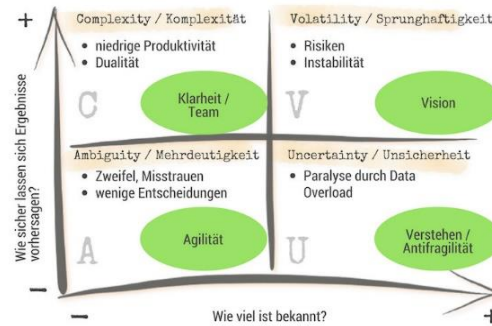 +
Complexity / Komplexität
• niedrige Produktivität
• Dualität
C
Klarheit /
Team
Volatility / Sprunghaftigkeit
• Risiken
• Instabilität
V
Vision
Ambiguity / Mehrdeutigkeit
• Zweifel, Misstrauen
• wenige Entscheidungen
A
Agilität
Uncertainty / Unsicherheit
• Paralyse durch Data
Overload
U
Verstehen /
Antifragilität
Wie sicher lassen sich Ergebnisse
vorhersagen?
−
−
Wie viel ist bekannt?
+